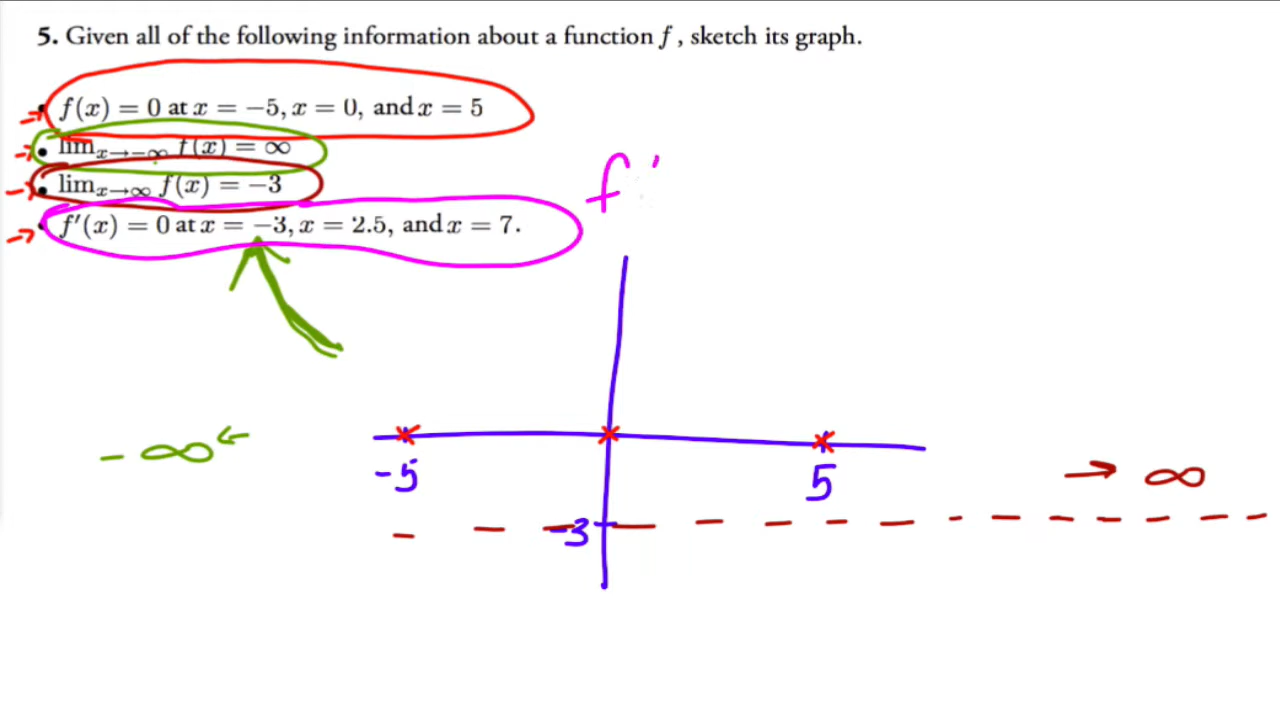 5. Given all of the following information about a function f, sketch its graph.
• f(x) = 0 at x = −5, x = 0, and x = 5
• lim_{x→−∞} f(x) = ∞
• lim_{x→∞} f(x) = −3
• f′(x) = 0 at x = −3, x = 2.5, and x = 7.
f '
- ∞ ←
-5
5
→ ∞
-3